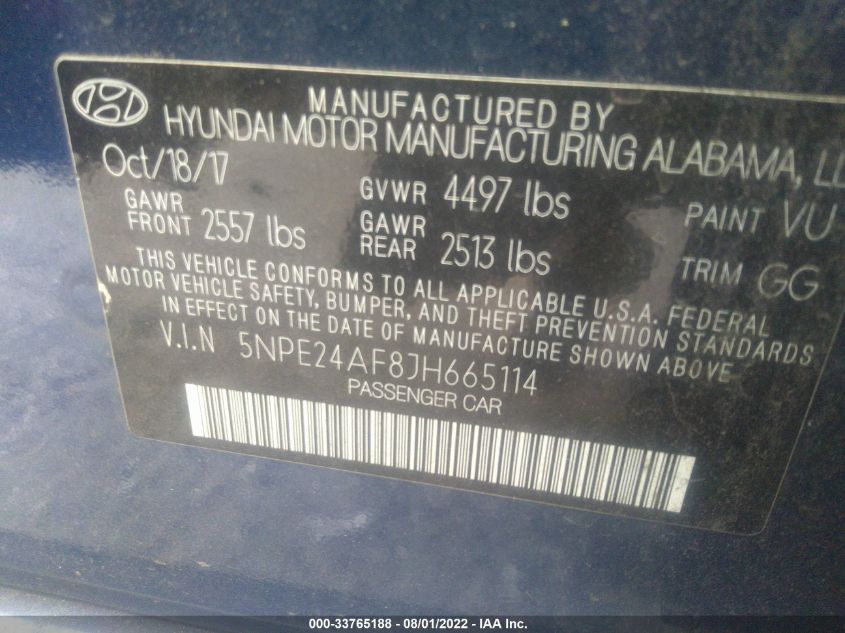 MANUFACTURED BY
HYUNDAI MOTOR MANUFACTURING ALABAMA,
Oct/18/17
GVWR 4497 lbs
PAINT VU
GAWR FRONT 2557 lbs
GAWR REAR 2513 lbs
TRIM GG
THIS VEHICLE CONFORMS TO ALL APPLICABLE U.S.A. FEDERAL
MOTOR VEHICLE SAFETY, BUMPER, AND THEFT PREVENTION STANDARDS
IN EFFECT ON THE DATE OF MANUFACTURE SHOWN ABOVE
V.I.N 5NPE24AF8JH665114
PASSENGER CAR
000-33765188 - 08/01/2022 - IAA Inc.